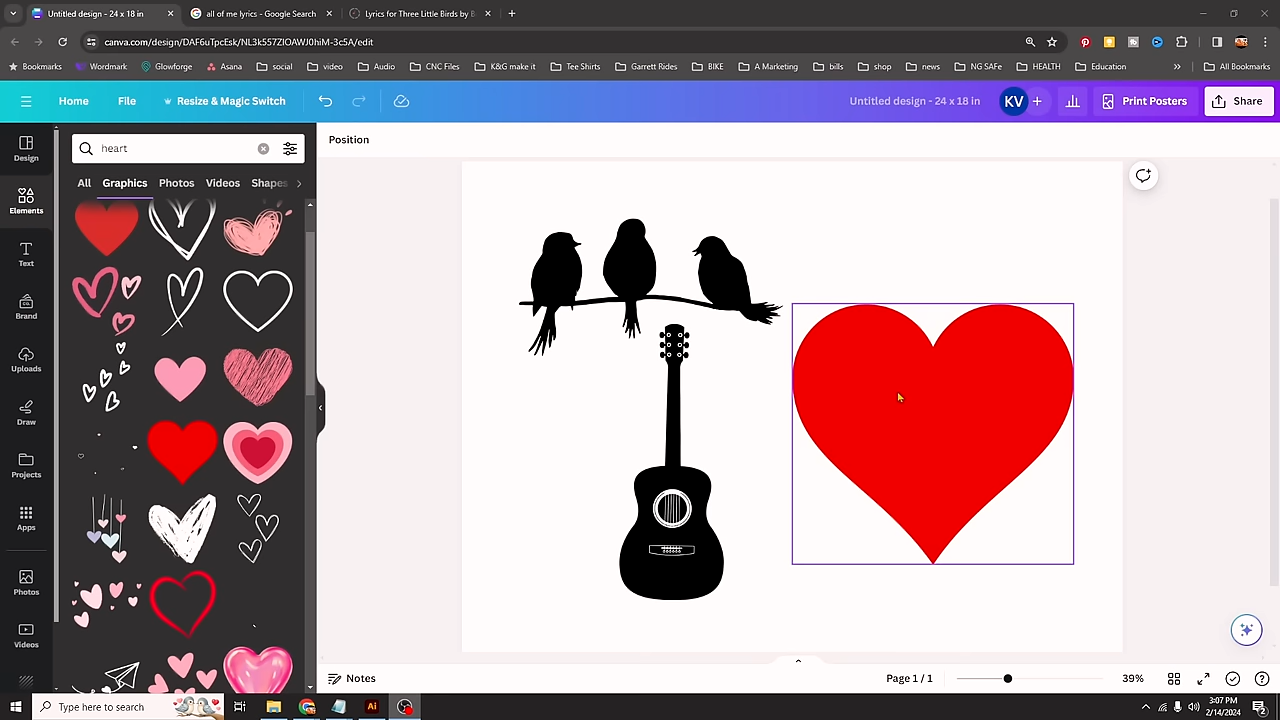 Untitled design - 24 x 18 in
all of me lyrics - Google Search
Lyrics for Three Little Birds by B
canva.com/design/DAF6uTpcEsk/NL3k557ZIOAWJ0hiM-3c5A/edit
Bookmarks
Wordmark
Glowforge
Asana
social
video
Audio
CNC Files
K&G make it
Tee Shirts
Garrett Rides
BIKE
A Marketing
bills
shop
news
NG SAFe
HEALTH
Education
All Bookmarks
Home
File
Resize & Magic Switch
Untitled design - 24 x 18 in
KV
Print Posters
Share
Design
Elements
Text
Brand
Uploads
Draw
Projects
Apps
Photos
Videos
heart
All
Graphics
Photos
Videos
Shapes
Position
Notes
Page 1 / 1
39%
Type here to search
Ai
3:07 PM
2/14/2024
2